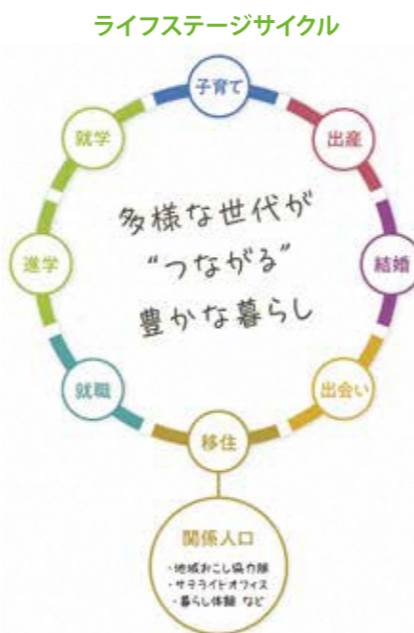 ライフステージサイクル
子育て
就学
出産
多様な世代が
“つながる”
豊かな暮らし
進学
結婚
就職
出会い
移住
関係人口
・地域おこし協力隊
・サテライトオフィス
・暮らし体験 など